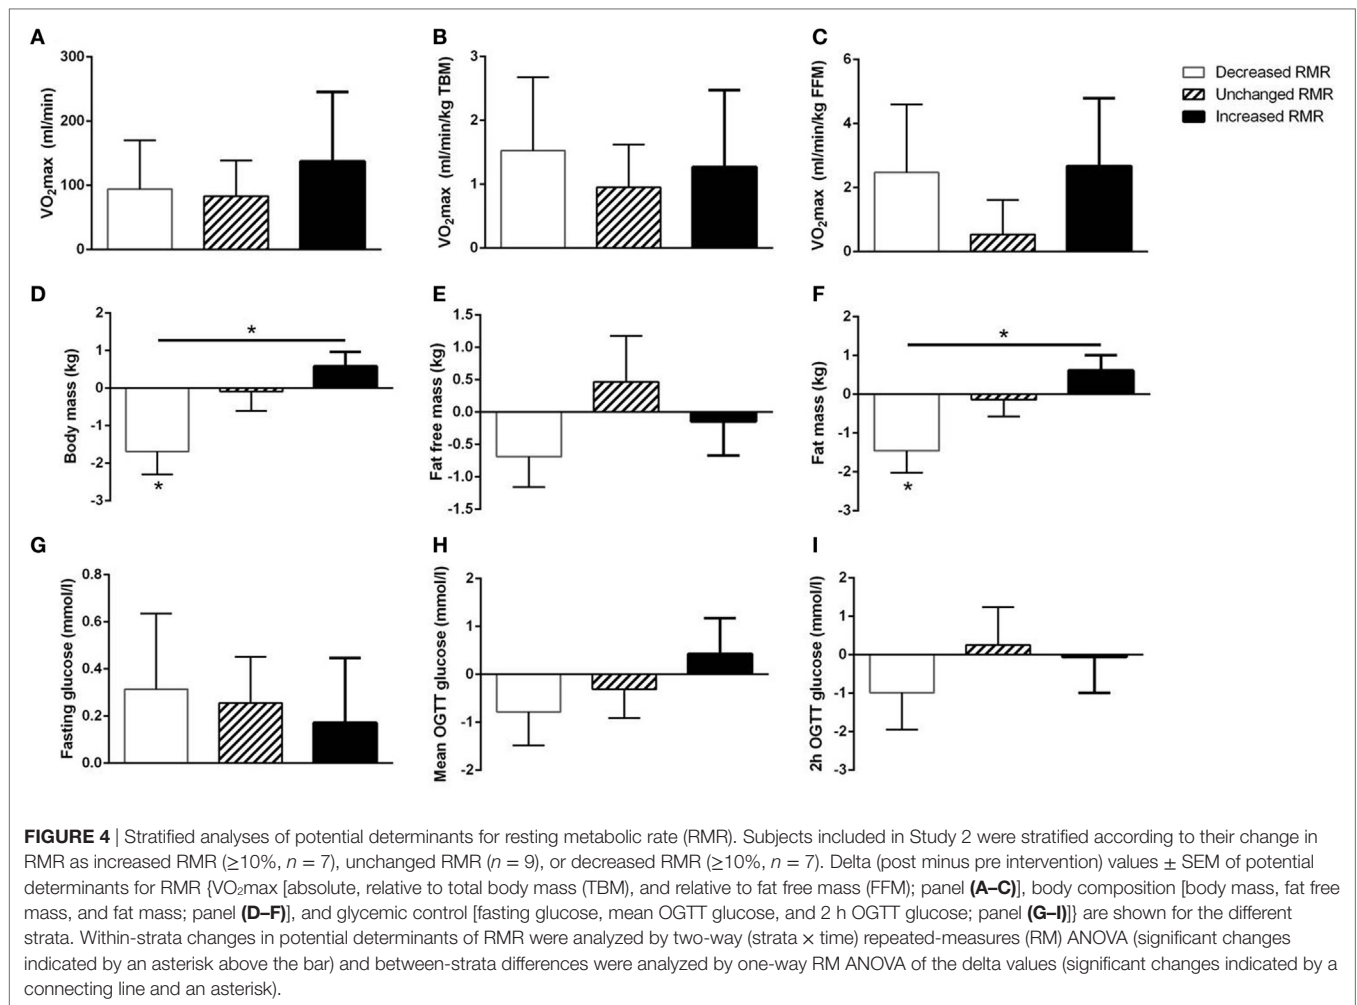 A
300
200
100
0
VO₂max (ml/min)
B
3
2
1
0
VO₂max (ml/min/kg TBM)
C
6
4
2
0
VO₂max (ml/min/kg FFM)
Decreased RMR
Unchanged RMR
Increased RMR
D
2
1
0
-1
-2
-3
Body mass (kg)
*
*
E
1.5
1.0
0.5
0.0
-0.5
-1.0
-1.5
Fat free mass (kg)
F
2
1
0
-1
-2
-3
Fat mass (kg)
*
*
G
0.8
0.6
0.4
0.2
0.0
Fasting glucose (mmol/l)
H
2
1
0
-1
-2
Mean OGTT glucose (mmol/l)
I
2
1
0
-1
-2
-3
2h OGTT glucose (mmol/l)
FIGURE 4 | Stratified analyses of potential determinants for resting metabolic rate (RMR). Subjects included in Study 2 were stratified according to their change in
RMR as increased RMR (≥10%, n = 7), unchanged RMR (n = 9), or decreased RMR (≥10%, n = 7). Delta (post minus pre intervention) values ± SEM of potential
determinants for RMR {VO₂max [absolute, relative to total body mass (TBM), and relative to fat free mass (FFM); panel (A–C)], body composition [body mass, fat free
mass, and fat mass; panel (D–F)], and glycemic control [fasting glucose, mean OGTT glucose, and 2 h OGTT glucose; panel (G–I)]} are shown for the different
strata. Within-strata changes in potential determinants of RMR were analyzed by two-way (strata × time) repeated-measures (RM) ANOVA (significant changes
indicated by an asterisk above the bar) and between-strata differences were analyzed by one-way RM ANOVA of the delta values (significant changes indicated by a
connecting line and an asterisk).